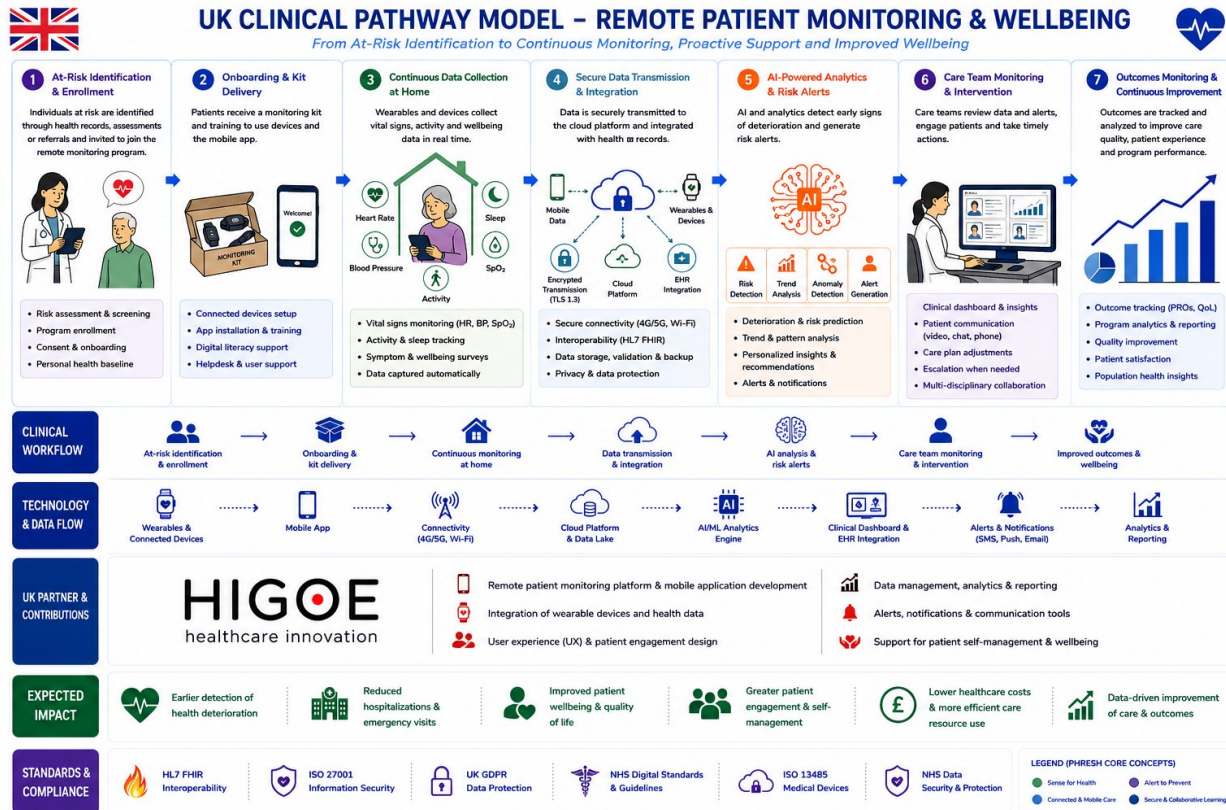 UK CLINICAL PATHWAY MODEL – REMOTE PATIENT MONITORING & WELLBEING
From At-Risk Identification to Continuous Monitoring, Proactive Support and Improved Wellbeing
1 At-Risk Identification
& Enrollment
Individuals at risk are identified
through health records, assessments
or referrals and invited to join the
remote monitoring program.
• Risk assessment & screening
• Program enrollment
• Consent & onboarding
• Personal health baseline
2 Onboarding & Kit
Delivery
Patients receive a monitoring kit
and training to use devices and
the mobile app.
MONITORING
KIT
Welcome!
• Connected devices setup
• App installation & training
• Digital literacy support
• Helpdesk & user support
3 Continuous Data Collection
at Home
Wearables and devices collect
vital signs, activity and wellbeing
data in real time.
Heart Rate
Sleep
Blood Pressure
SpO₂
Activity
• Vital signs monitoring (HR, BP, SpO₂)
• Activity & sleep tracking
• Symptom & wellbeing surveys
• Data captured automatically
4 Secure Data Transmission
& Integration
Data is securely transmitted to
the cloud platform and integrated
with health records.
Mobile
Data
Wearables &
Devices
Encrypted
Transmission
(TLS 1.3)
Cloud
Platform
EHR
Integration
• Secure connectivity (4G/5G, Wi-Fi)
• Interoperability (HL7 FHIR)
• Data storage, validation & backup
• Privacy & data protection
5 AI-Powered Analytics
& Risk Alerts
AI and analytics detect early signs
of deterioration and generate
risk alerts.
AI
Risk
Detection
Trend
Analysis
Anomaly
Detection
Alert
Generation
• Deterioration & risk prediction
• Trend & pattern analysis
• Personalized insights &
recommendations
• Alerts & notifications
6 Care Team Monitoring
& Intervention
Care teams review data and alerts,
engage patients and take timely
actions.
Clinical dashboard & insights
• Patient communication
(video, chat, phone)
• Care plan adjustments
• Escalation when needed
• Multi-disciplinary collaboration
7 Outcomes Monitoring &
Continuous Improvement
Outcomes are tracked and
analyzed to improve care
quality, patient experience
and program performance.
• Outcome tracking (PROs, QoL)
• Program analytics & reporting
• Quality improvement
• Patient satisfaction
• Population health insights
CLINICAL
WORKFLOW
At-risk identification
& enrollment
Onboarding &
kit delivery
Continuous monitoring
at home
Data transmission
& integration
AI analysis &
risk alerts
Care team monitoring
& intervention
Improved outcomes &
wellbeing
TECHNOLOGY
& DATA FLOW
Wearables &
Connected Devices
Mobile App
Connectivity
(4G/5G, Wi-Fi)
Cloud Platform
& Data Lake
AI
AI/ML Analytics
Engine
Clinical Dashboard &
EHR Integration
Alerts & Notifications
(SMS, Push, Email)
Analytics &
Reporting
UK PARTNER &
CONTRIBUTIONS
HIGOE
healthcare innovation
Remote patient monitoring platform & mobile application development
Integration of wearable devices and health data
User experience (UX) & patient engagement design
Data management, analytics & reporting
Alerts, notifications & communication tools
Support for patient self-management & wellbeing
EXPECTED
IMPACT
Earlier detection of
health deterioration
Reduced
hospitalizations &
emergency visits
Improved patient
wellbeing & quality
of life
Greater patient
engagement & self-
management
£
Lower healthcare costs
& more efficient care
resource use
Data-driven improvement
of care & outcomes
STANDARDS &
COMPLIANCE
HL7 FHIR
Interoperability
ISO 27001
Information Security
UK GDPR
Data Protection
NHS Digital Standards
& Guidelines
ISO 13485
Medical Devices
NHS Data
Security & Protection
LEGEND (PHRESH CORE CONCEPTS)
Sense for Health
Alert to Prevent
Connected & Mobile Care
Secure & Collaborative Learning